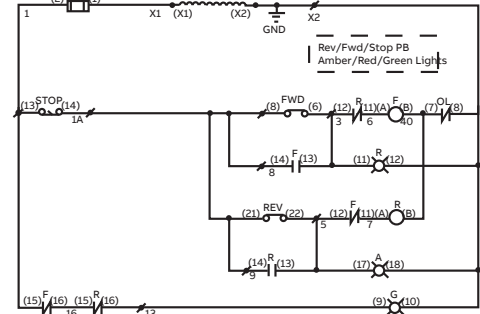 (2) (1)
1 X1 (X1) (X2) X2
GND
Rev/Fwd/Stop PB
Amber/Red/Green Lights
(13) STOP (14) 1A (8) FWD (6) (12) 3 R (11) 6 (A) F (B) 40 (7) OL (8)
(14) 8 F (13) (11) R (12)
(21) REV (22) 5 (12) F (11) 7 (A) R (B)
(14) 9 R (13) (17) A (18)
(15) F (16) 16 (15) R (16) 13 (9) G (10)